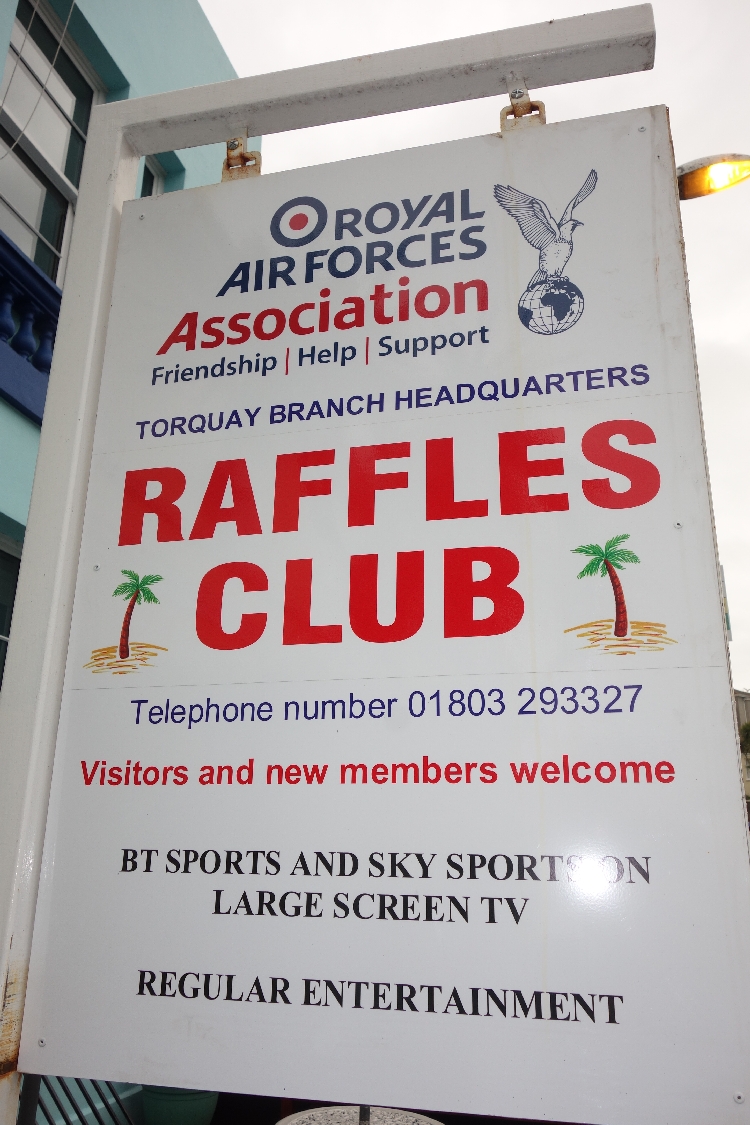 ROYAL
AIR FORCES
Association
Friendship | Help | Support
TORQUAY BRANCH HEADQUARTERS
RAFFLES
CLUB
Telephone number 01803 293327
Visitors and new members welcome
BT SPORTS AND SKY SPORTS ON
LARGE SCREEN TV
REGULAR ENTERTAINMENT